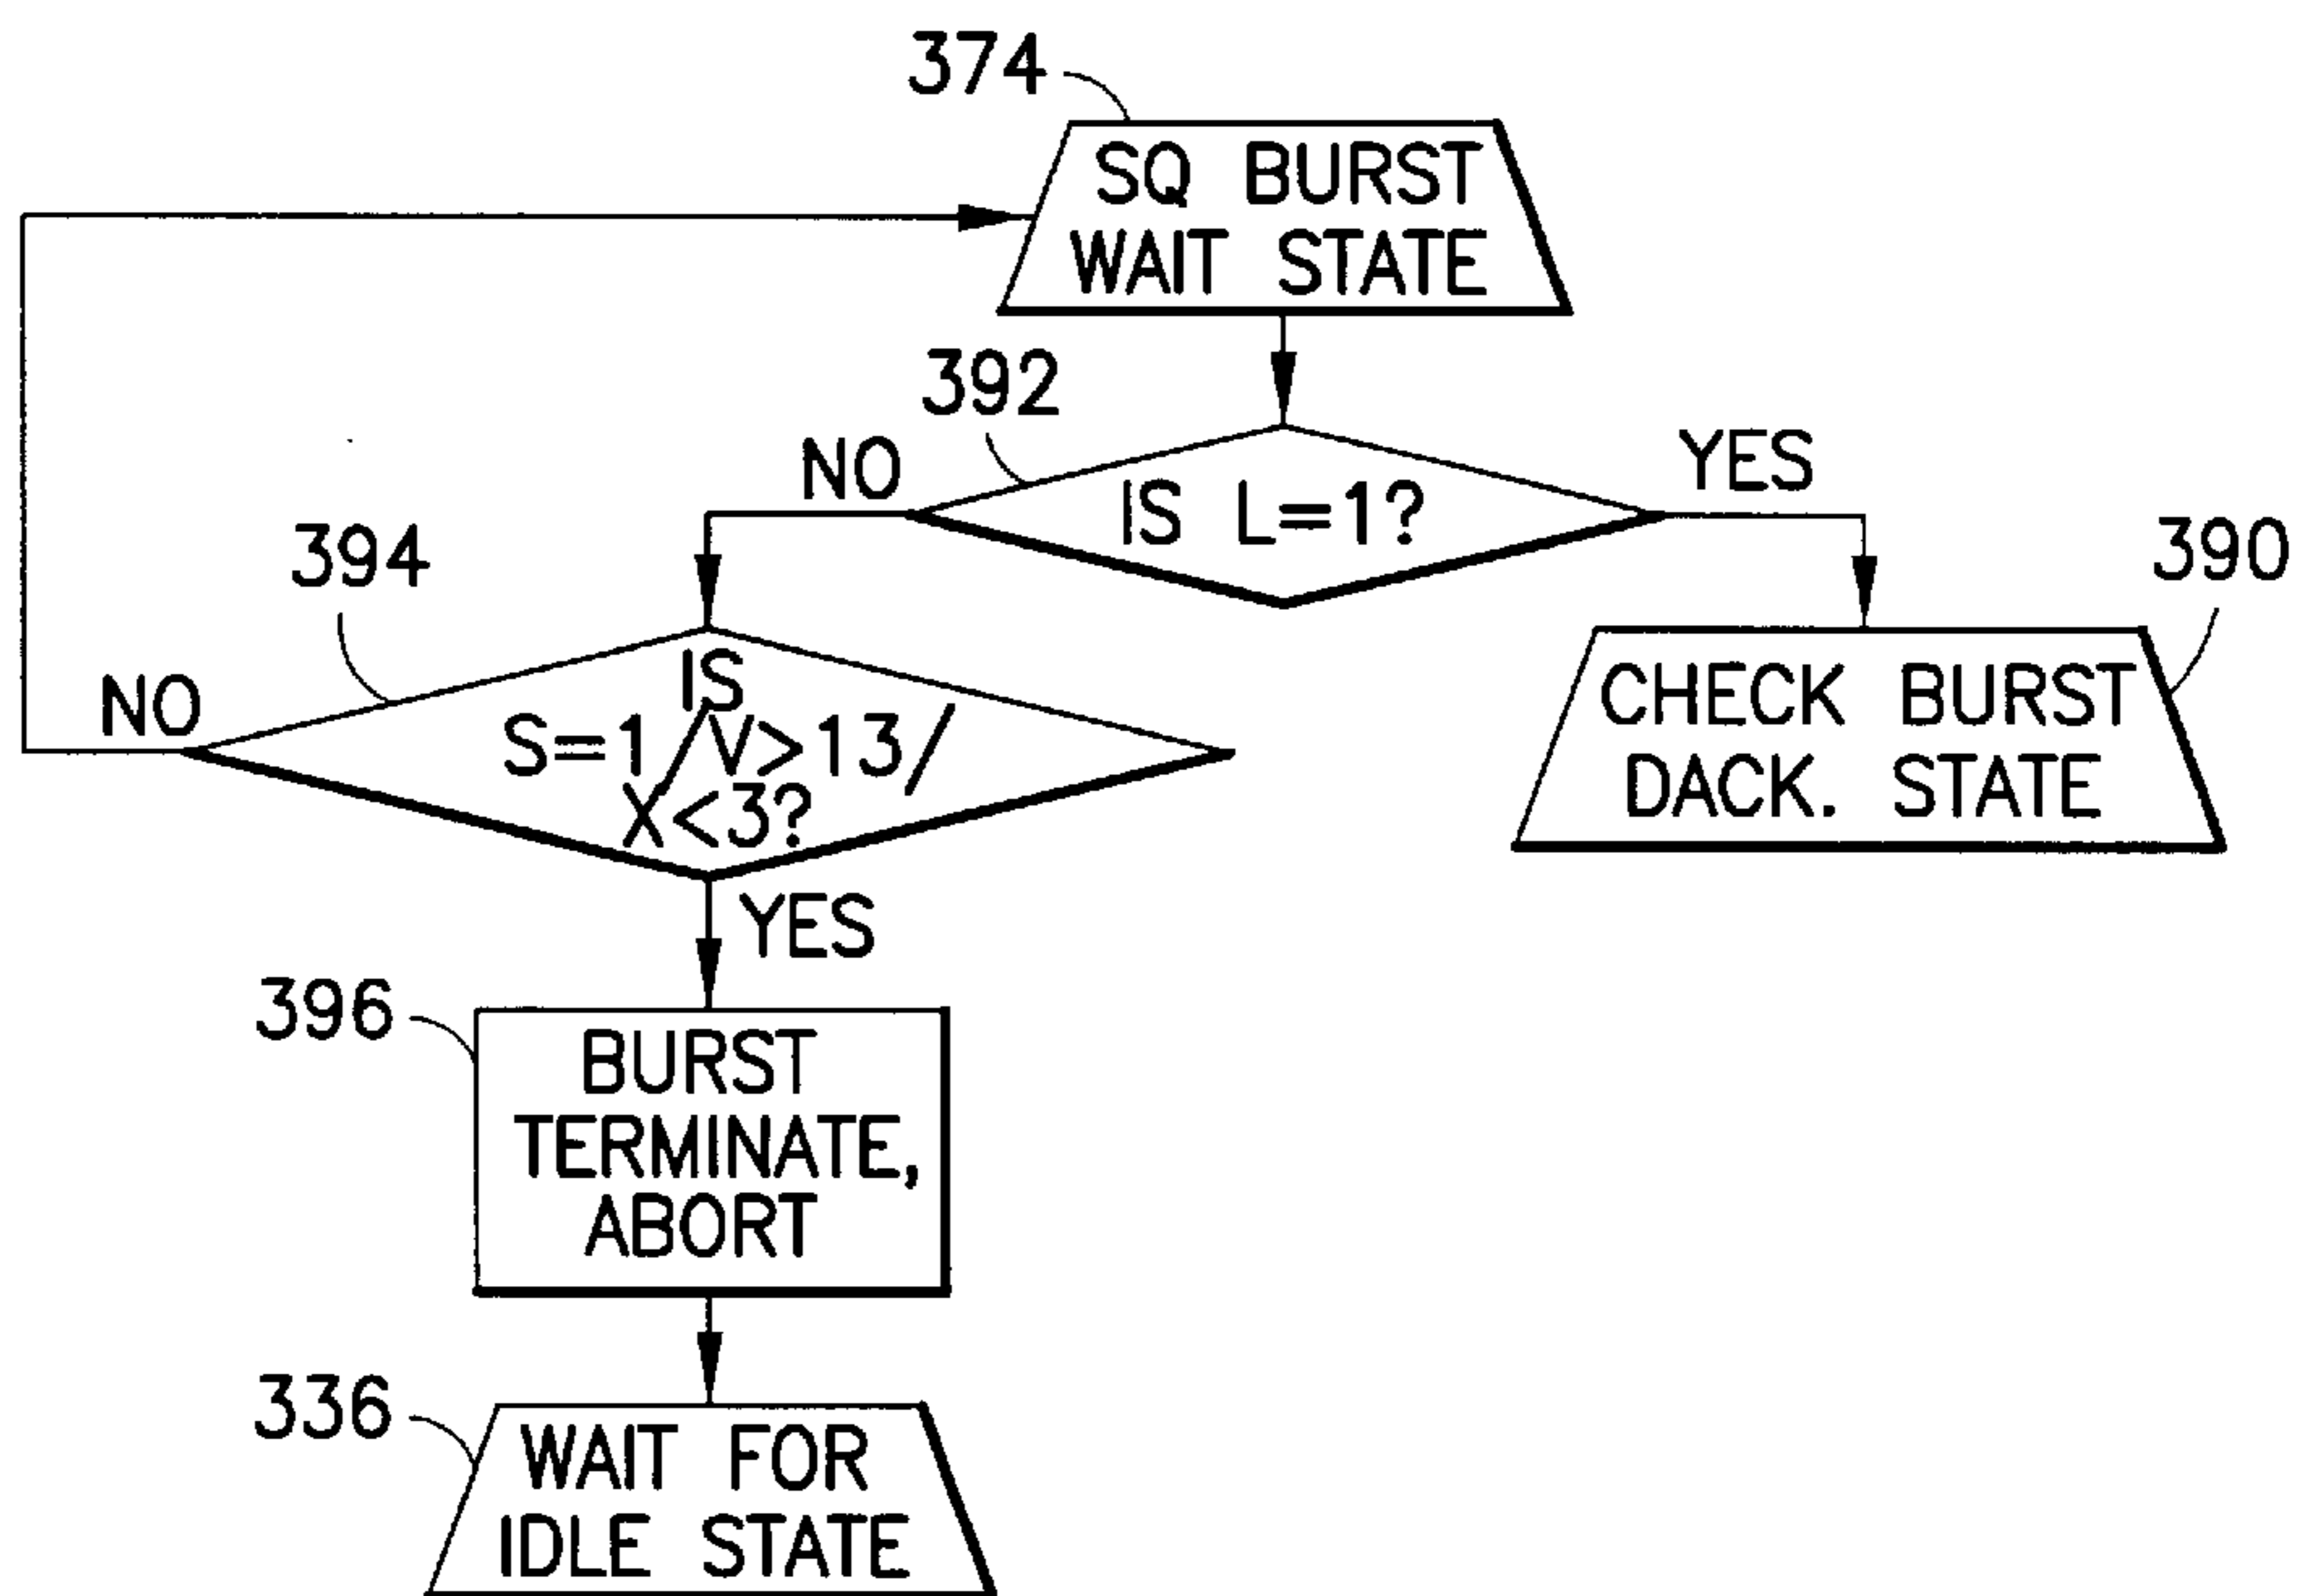 374
SQ BURST
WAIT STATE
392
NO
IS L=1?
YES
394
390
NO
IS
S=1/V>13/
X<3?
CHECK BURST
DACK. STATE
YES
396
BURST
TERMINATE,
ABORT
336
WAIT FOR
IDLE STATE